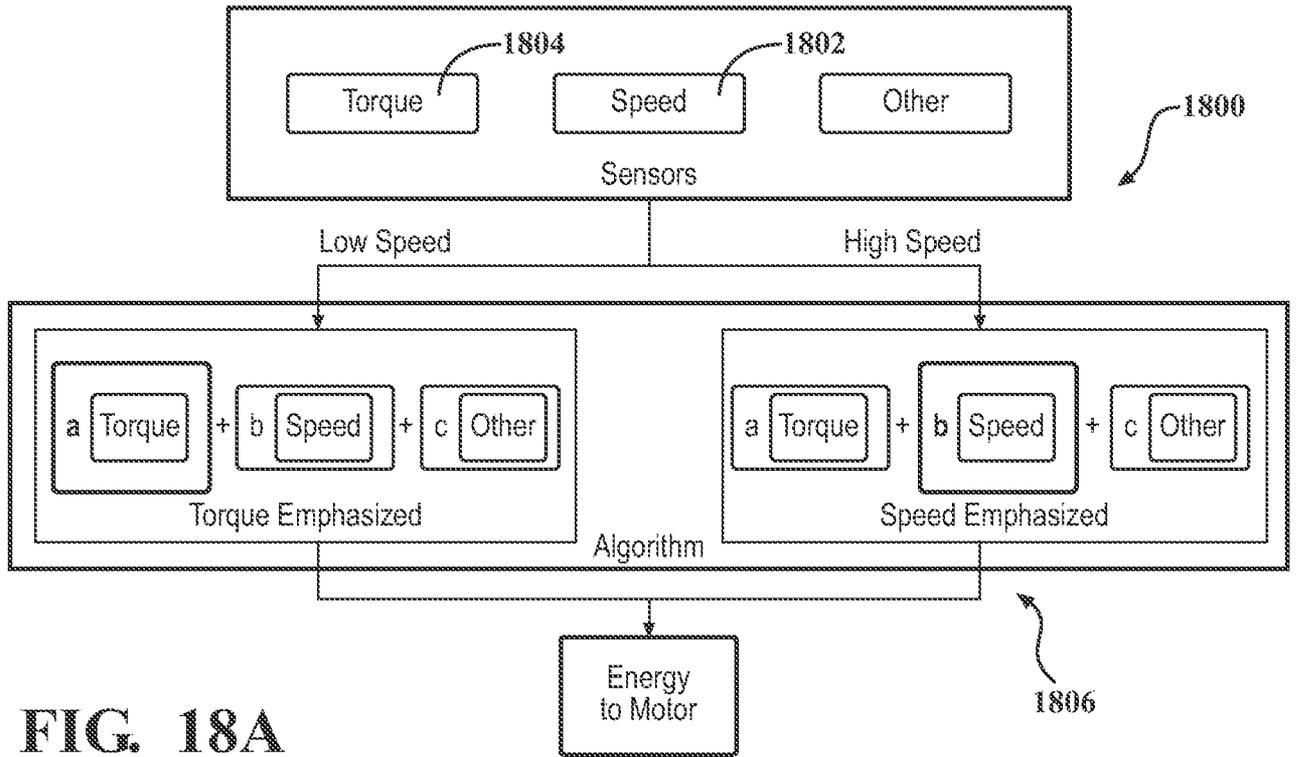 1804
1802
Torque
Speed
Other
1800
Sensors
Low Speed
High Speed
a Torque + b Speed + c Other
Torque Emphasized
a Torque + b Speed + c Other
Speed Emphasized
Algorithm
Energy
to Motor
1806
FIG. 18A